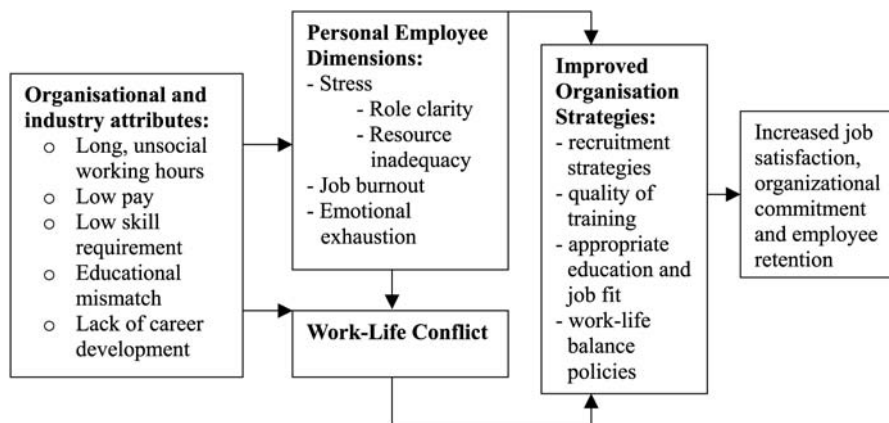 Organisational and
industry attributes:
o Long, unsocial
working hours
o Low pay
o Low skill
requirement
o Educational
mismatch
o Lack of career
development
Personal Employee
Dimensions:
- Stress
- Role clarity
- Resource
inadequacy
- Job burnout
- Emotional
exhaustion
Work-Life Conflict
Improved
Organisation
Strategies:
- recruitment
strategies
- quality of
training
- appropriate
education and
job fit
- work-life
balance
policies
Increased job
satisfaction,
organizational
commitment
and employee
retention